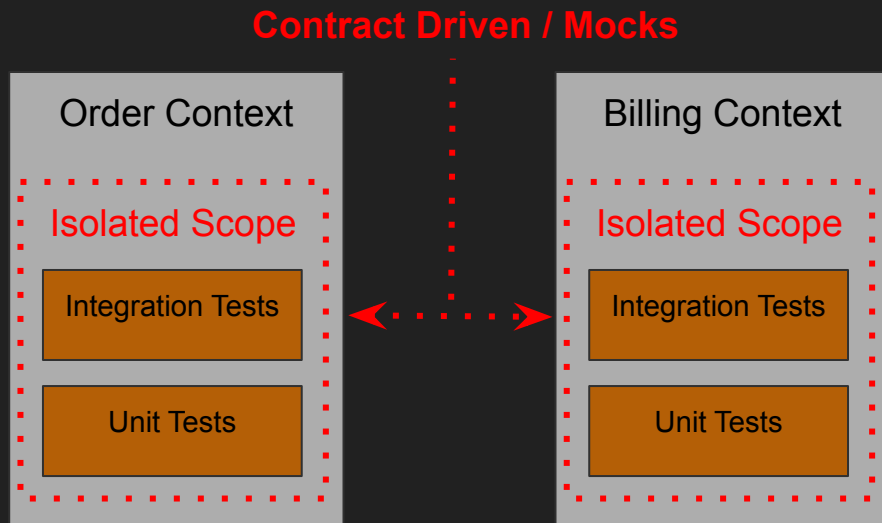 Contract Driven / Mocks
Order Context
Isolated Scope
Integration Tests
Unit Tests
Billing Context
Isolated Scope
Integration Tests
Unit Tests